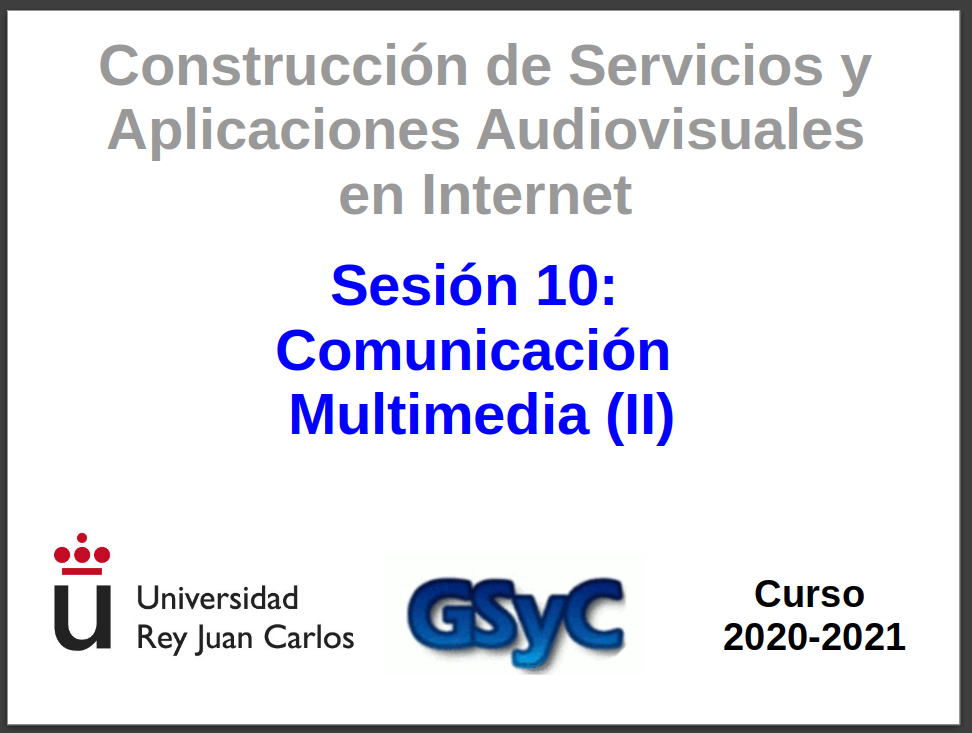 Construcción de Servicios y
Aplicaciones Audiovisuales
en Internet
Sesión 10:
Comunicación
Multimedia (II)
Universidad
Rey Juan Carlos
GSyC
Curso
2020-2021